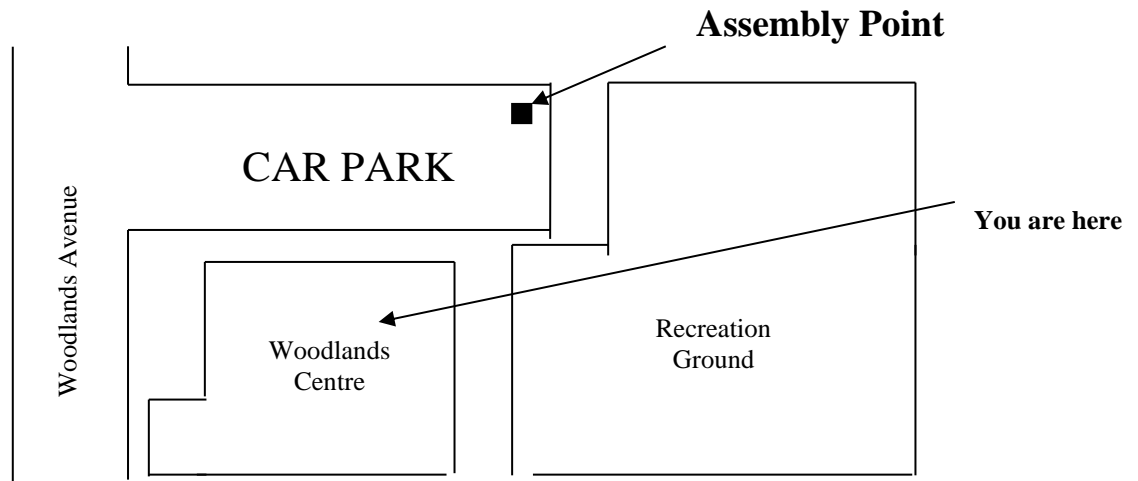 Assembly Point
CAR PARK
You are here
Woodlands Avenue
Woodlands
Centre
Recreation
Ground